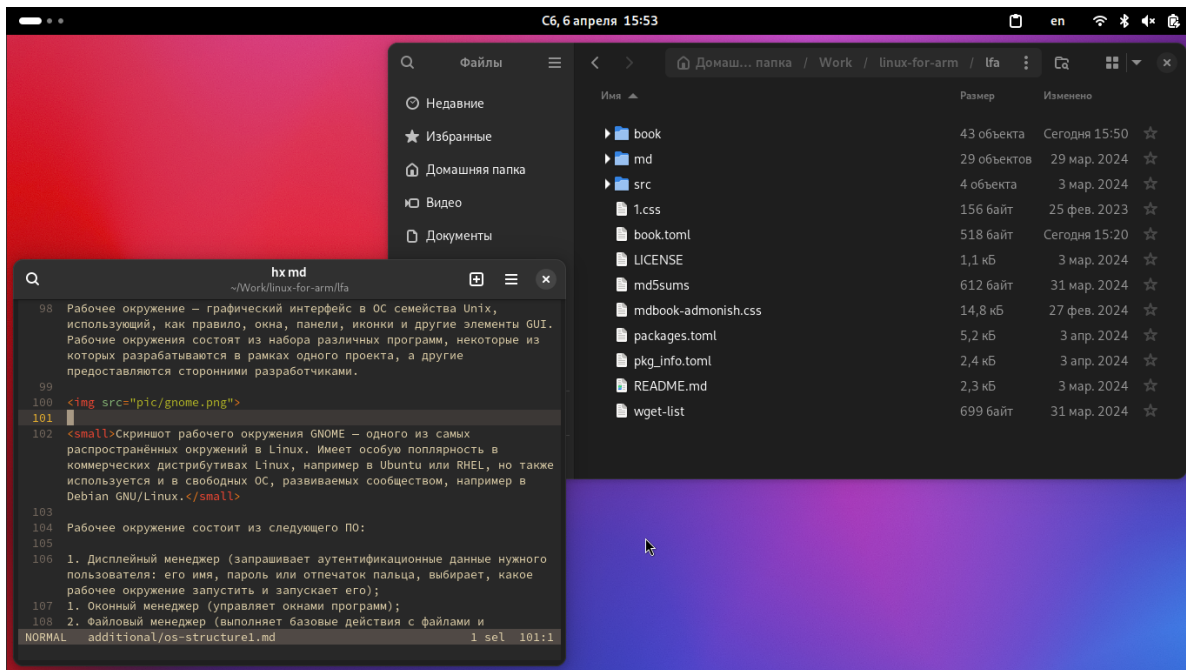 Сб, 6 апреля 15:53
en
Файлы
Домаш... папка / Work / linux-for-arm / lfa
Недавние
Избранные
Домашняя папка
Видео
Документы
Имя Размер Изменено
book 43 объекта Сегодня 15:50
md 29 объектов 29 мар. 2024
src 4 объекта 3 мар. 2024
1.css 156 байт 25 фев. 2023
book.toml 518 байт Сегодня 15:20
LICENSE 1,1 кБ 3 мар. 2024
md5sums 612 байт 31 мар. 2024
mdbook-admonish.css 14,8 кБ 27 фев. 2024
packages.toml 5,2 кБ 3 апр. 2024
pkg_info.toml 2,4 кБ 3 апр. 2024
README.md 2,3 кБ 3 мар. 2024
wget-list 699 байт 31 мар. 2024
hx md
~/Work/linux-for-arm/lfa
98 Рабочее окружение — графический интерфейс в ОС семейства Unix,
использующий, как правило, окна, панели, иконки и другие элементы GUI.
Рабочие окружения состоят из набора различных программ, некоторые из
которых разрабатываются в рамках одного проекта, а другие
предоставляются сторонними разработчиками.
99
100 <img src="pic/gnome.png">
101
102 <small>Скриншот рабочего окружения GNOME — одного из самых
распространённых окружений в Linux. Имеет особую поплярность в
коммерческих дистрибутивах Linux, например в Ubuntu или RHEL, но также
используется и в свободных ОС, развиваемых сообществом, например в
Debian GNU/Linux.</small>
103
104 Рабочее окружение состоит из следующего ПО:
105
106 1. Дисплейный менеджер (запрашивает аутентификационные данные нужного
пользователя: его имя, пароль или отпечаток пальца, выбирает, какое
рабочее окружение запустить и запускает его);
107 1. Оконный менеджер (управляет окнами программ);
108 2. Файловый менеджер (выполняет базовые действия с файлами и
NORMAL additional/os-structure1.md 1 sel 101:1